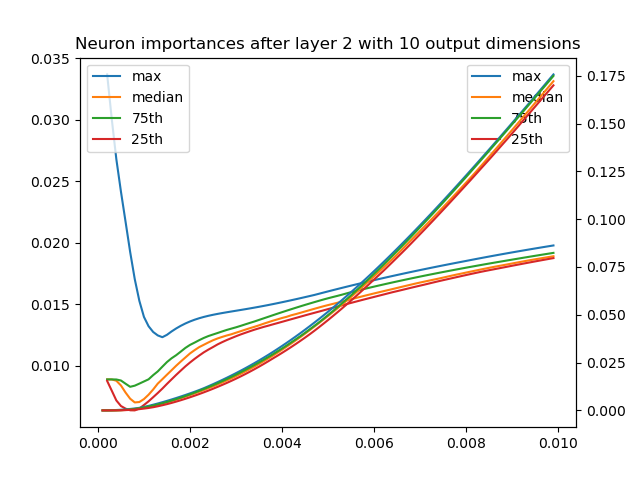 Neuron importances after layer 2 with 10 output dimensions
max
median
75th
25th
max
median
75th
25th
0.035
0.030
0.025
0.020
0.015
0.010
0.175
0.150
0.125
0.100
0.075
0.050
0.025
0.000
0.000 0.002 0.004 0.006 0.008 0.010